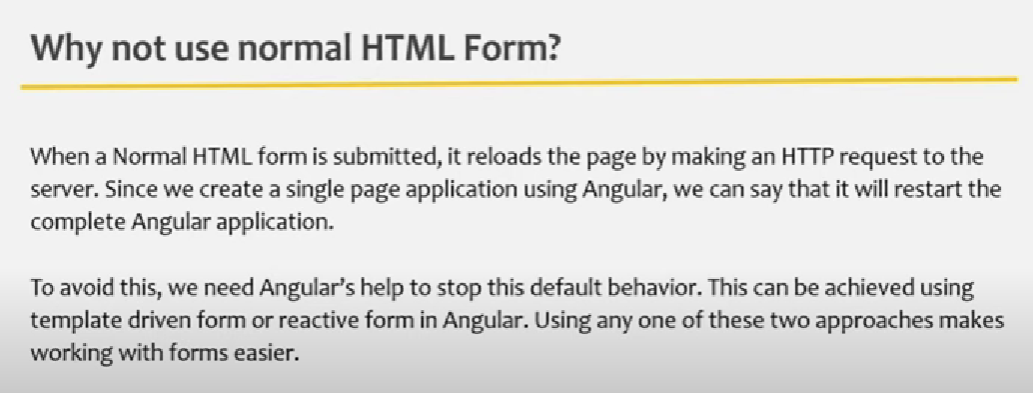 Why not use normal HTML Form?
When a Normal HTML form is submitted, it reloads the page by making an HTTP request to the
server. Since we create a single page application using Angular, we can say that it will restart the
complete Angular application.
To avoid this, we need Angular's help to stop this default behavior. This can be achieved using
template driven form or reactive form in Angular. Using any one of these two approaches makes
working with forms easier.